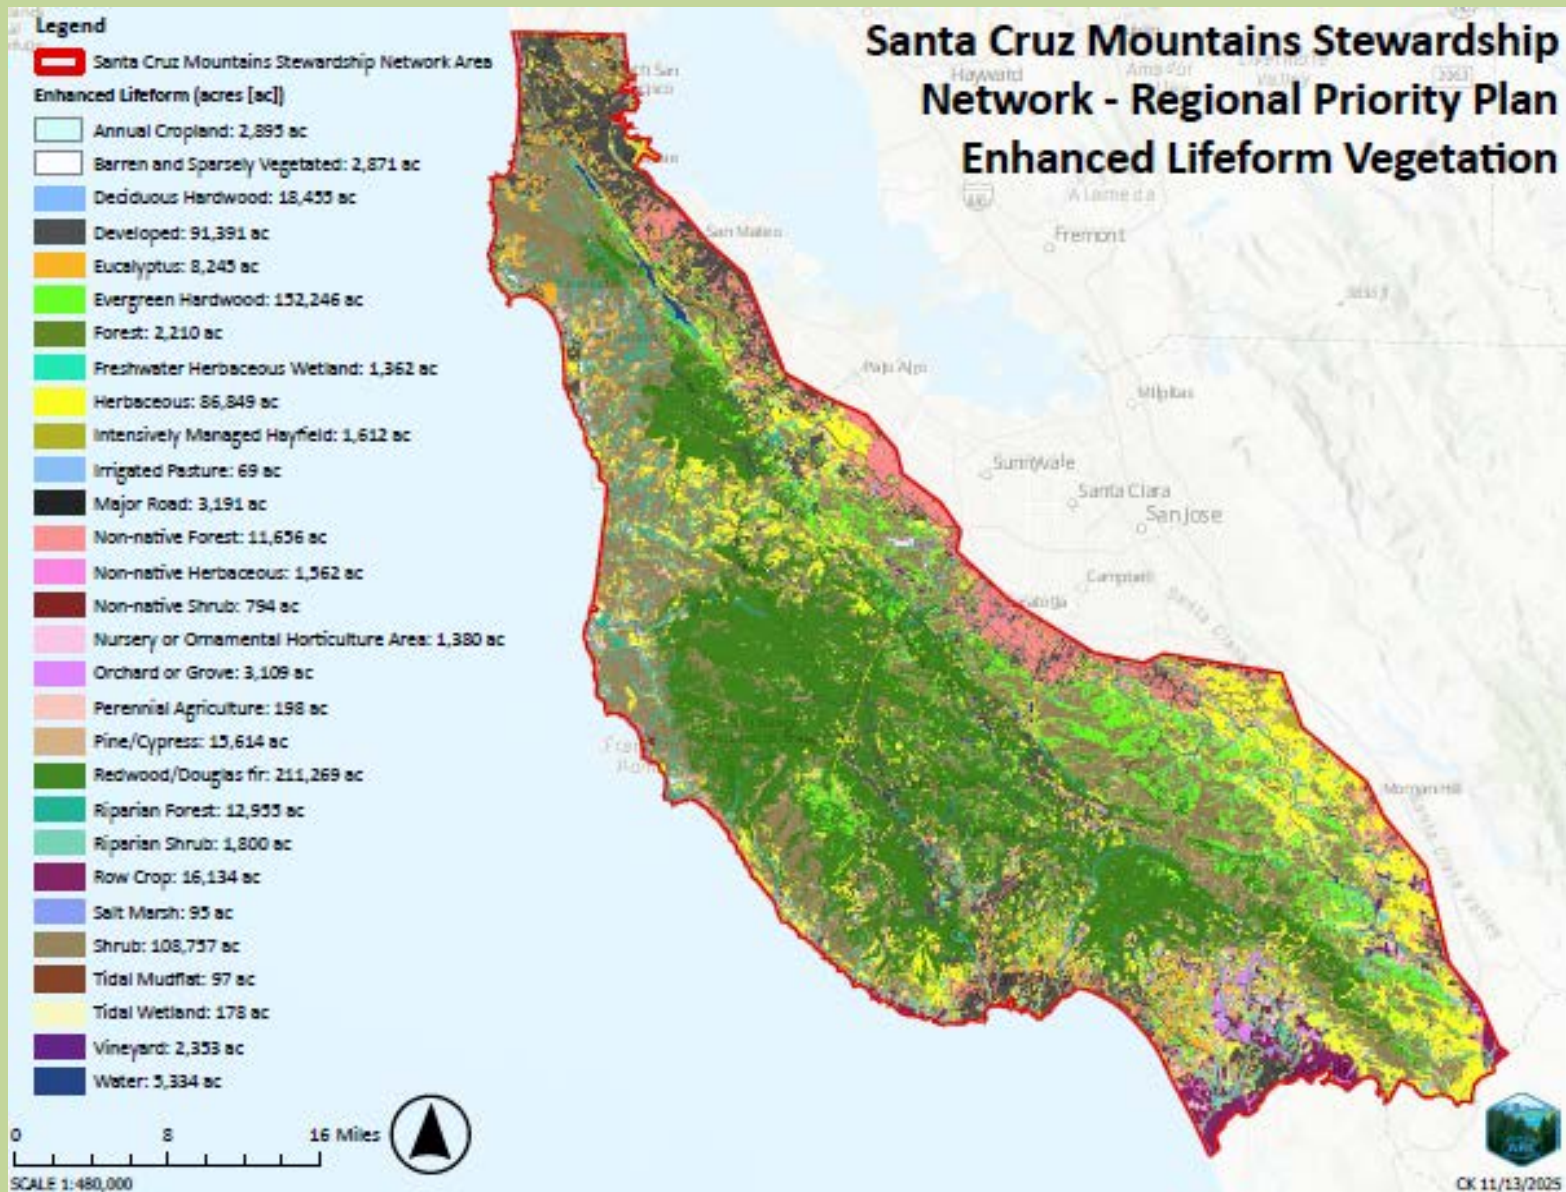 Legend
Santa Cruz Mountains Stewardship Network Area
Enhanced Lifeform (acres [ac])
Annual Cropland: 2,895 ac
Barren and Sparsely Vegetated: 2,871 ac
Deciduous Hardwood: 18,455 ac
Developed: 91,391 ac
Eucalyptus: 8,245 ac
Evergreen Hardwood: 152,246 ac
Forest: 2,210 ac
Freshwater Herbaceous Wetland: 1,362 ac
Herbaceous: 86,849 ac
Intensively Managed Hayfield: 1,612 ac
Irrigated Pasture: 69 ac
Major Road: 3,191 ac
Non-native Forest: 11,656 ac
Non-native Herbaceous: 1,562 ac
Non-native Shrub: 794 ac
Nursery or Ornamental Horticulture Area: 1,380 ac
Orchard or Grove: 3,109 ac
Perennial Agriculture: 198 ac
Pine/Cypress: 15,614 ac
Redwood/Douglas fir: 211,269 ac
Riparian Forest: 12,955 ac
Riparian Shrub: 1,800 ac
Row Crop: 16,134 ac
Salt Marsh: 95 ac
Shrub: 108,757 ac
Tidal Mudflat: 97 ac
Tidal Wetland: 178 ac
Vineyard: 2,353 ac
Water: 5,334 ac
0 8 16 Miles
SCALE 1:480,000
Santa Cruz Mountains Stewardship
Network - Regional Priority Plan
Enhanced Lifeform Vegetation
Hayward
Alameda
Fremont
San Mateo
Palo Alto
Milpitas
Sunnyvale
Santa Clara
San Jose
Campbell
Morgan Hill
Santa Clara Valley
CK 11/13/2025